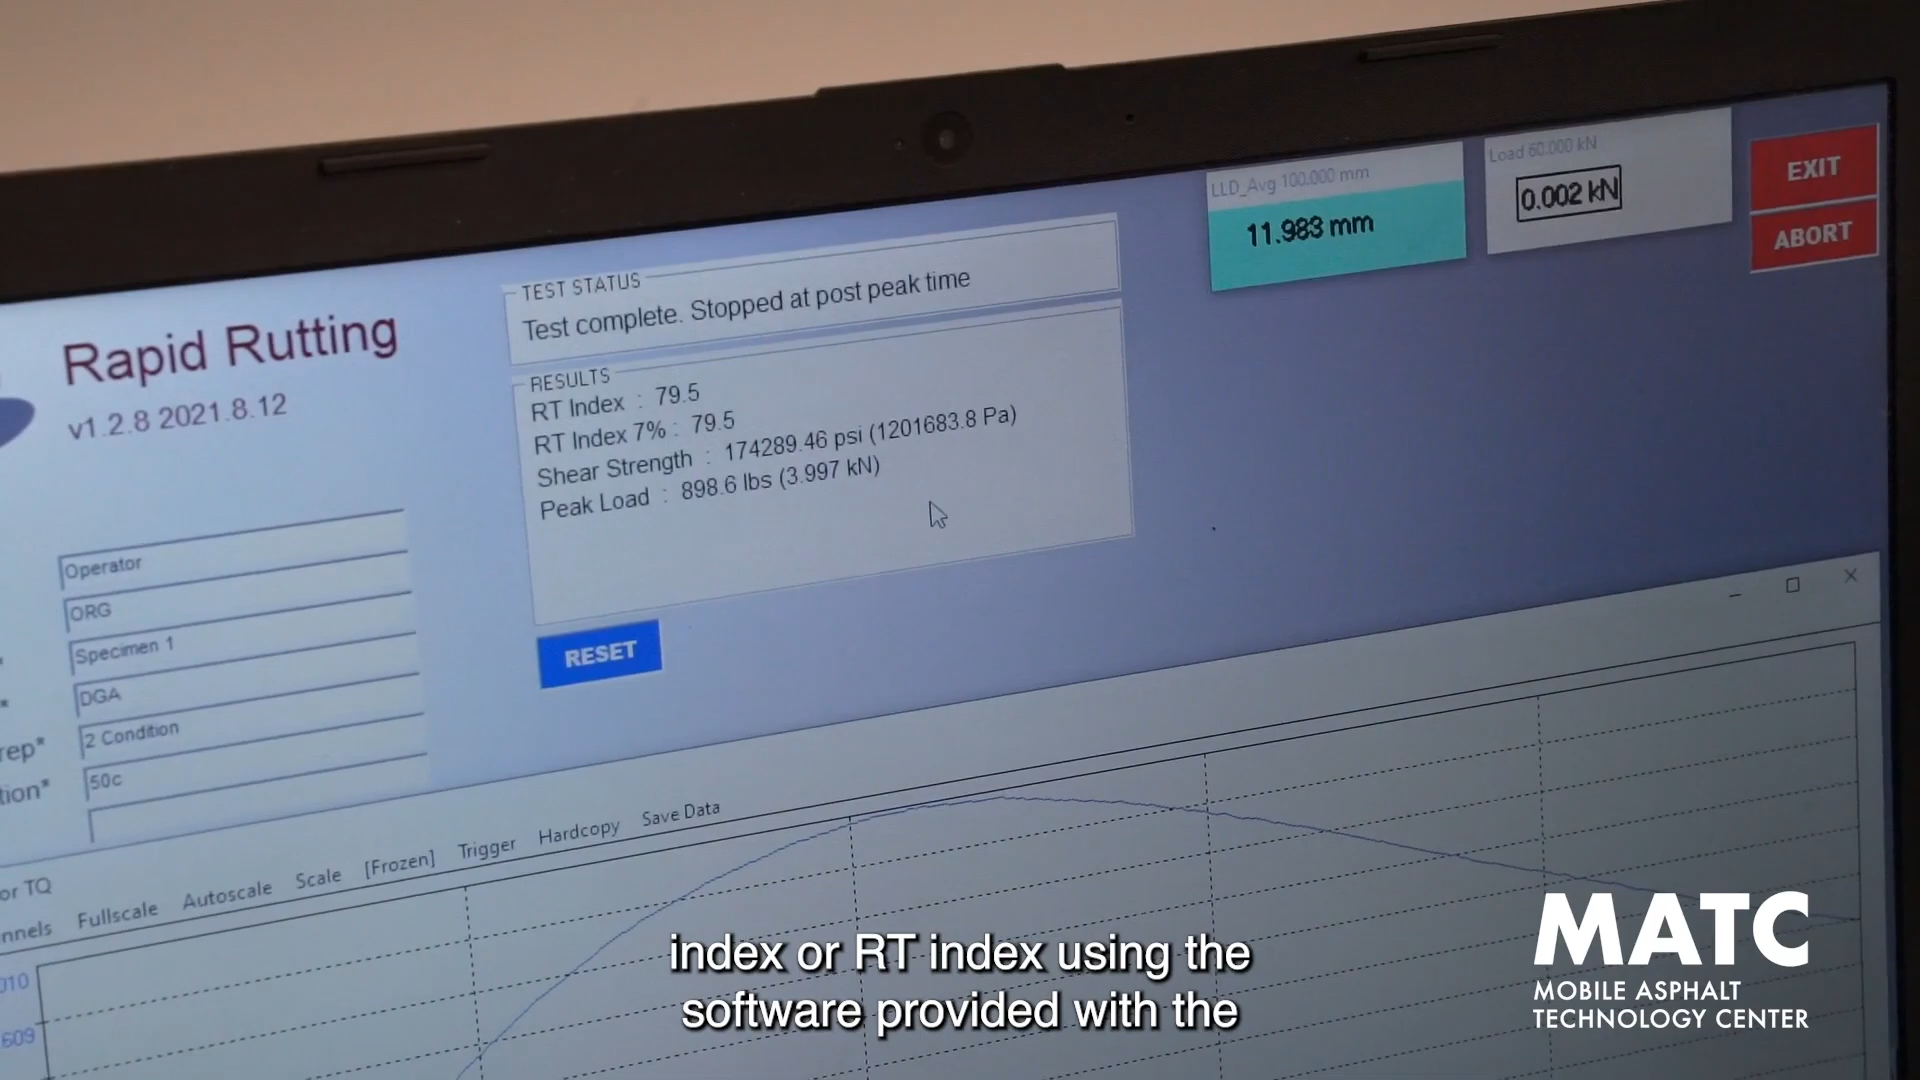 LLD_Avg 100.000 mm
11.983 mm
Load 60.000 kN
0.002 kN
EXIT
ABORT
Rapid Rutting
v1.2.8 2021.8.12
TEST STATUS
Test complete. Stopped at post peak time
RESULTS
RT Index : 79.5
RT Index 7% : 79.5
Shear Strength : 174289.46 psi (1201683.8 Pa)
Peak Load : 898.6 lbs (3.997 kN)
RESET
Operator
ORG
Specimen 1
DGA
rep*
2 Condition
tion*
50c
or TQ
nnels Fullscale Autoscale Scale [Frozen] Trigger Hardcopy Save Data
010
609
index or RT index using the
software provided with the
MATC
MOBILE ASPHALT
TECHNOLOGY CENTER